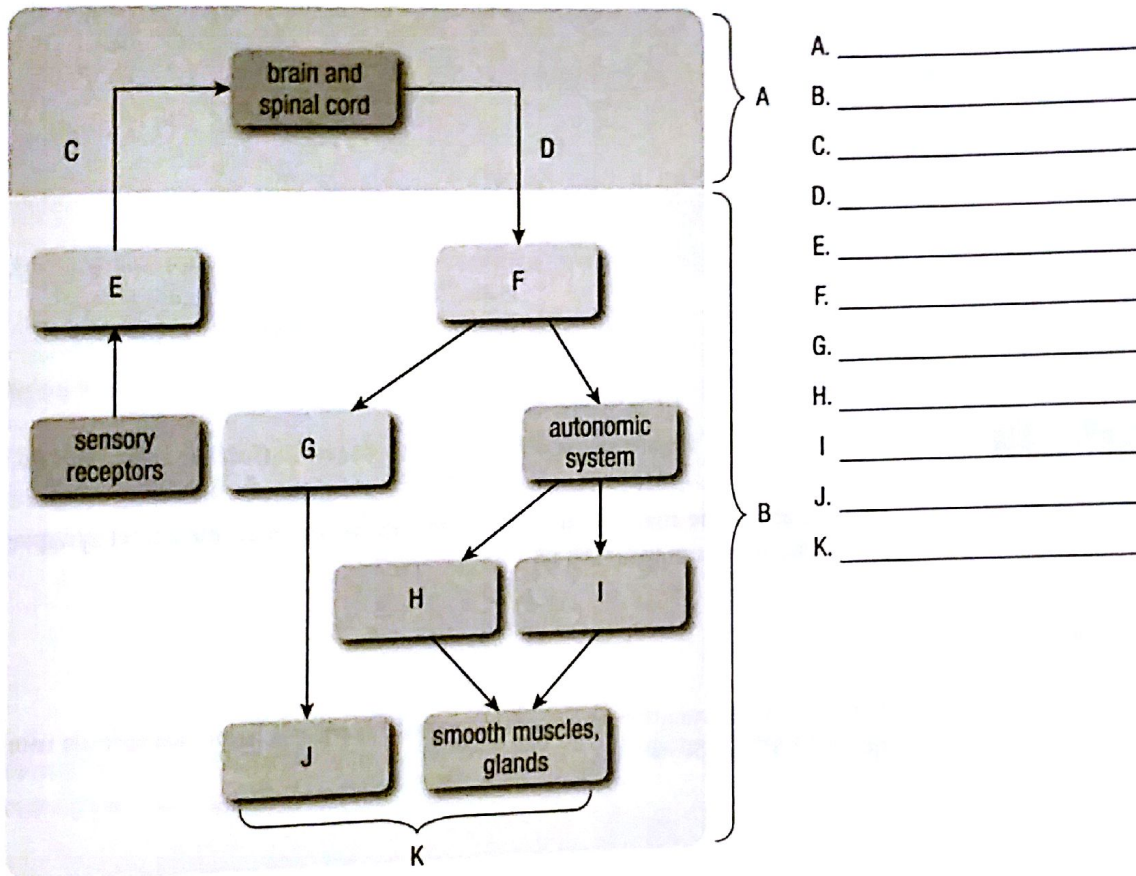 brain and
spinal cord
A
C
D
E
F
sensory
receptors
G
autonomic
system
B
H
I
J
smooth muscles,
glands
K
A.
B.
C.
D.
E.
F.
G.
H.
I
J.
K.